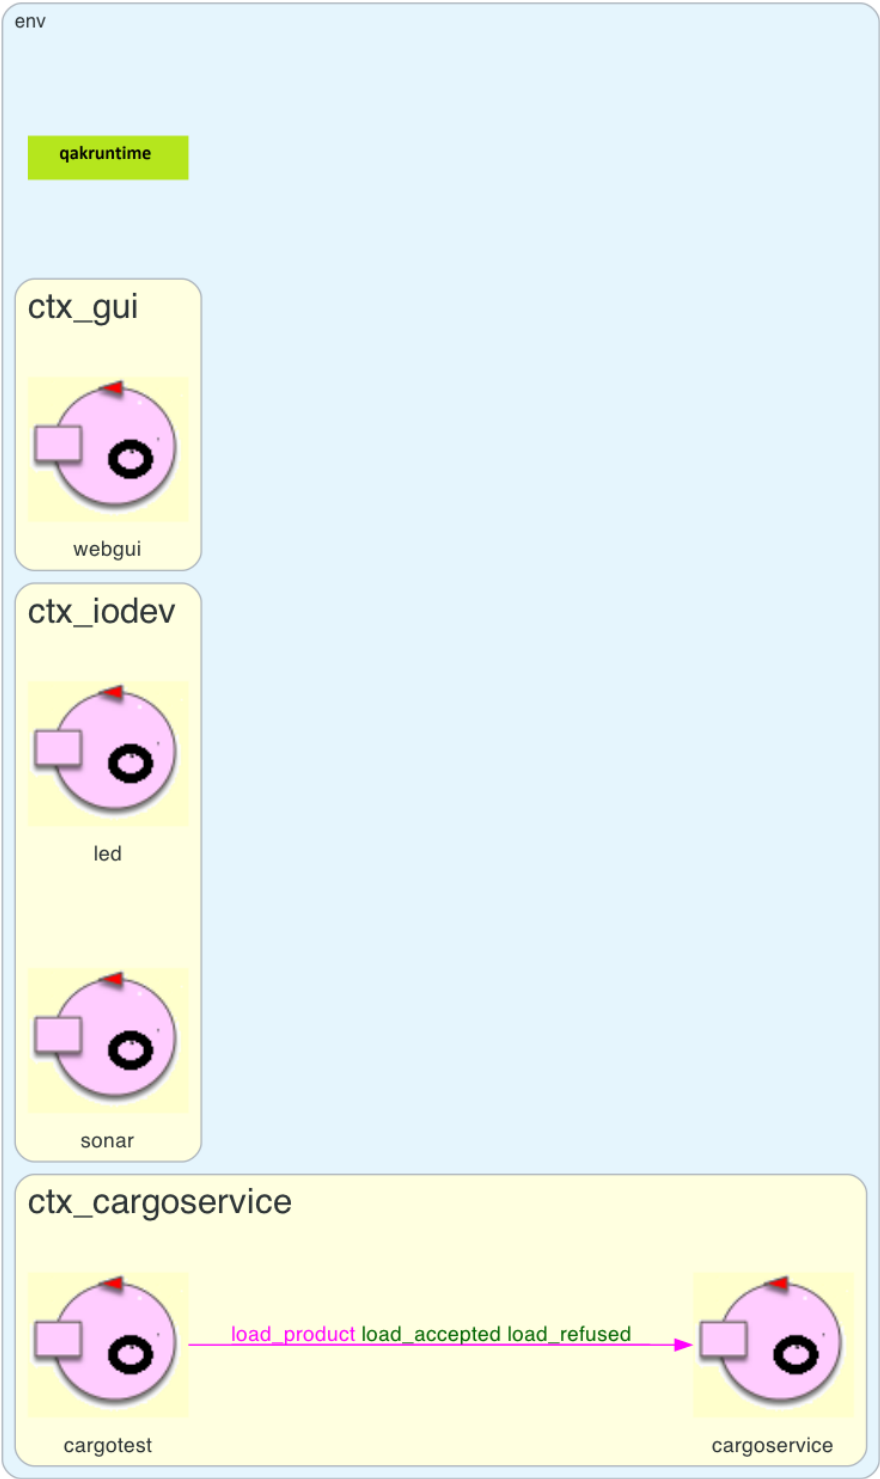 env
qakruntime
ctx_gui
webgui
ctx_iodev
led
sonar
ctx_cargoservice
load_product load_accepted load_refused
cargotest
cargoservice